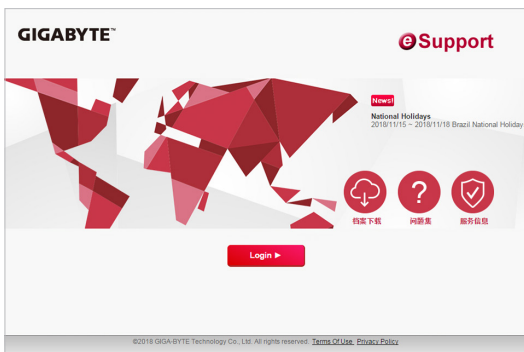 GIGABYTE™
eSupport
News!
National Holidays
2018/11/15 ~ 2018/11/18 Brazil National Holiday
?
档案下载 问题集 服务信息
Login ►
©2018 GIGA-BYTE Technology Co., Ltd. All rights reserved. Terms Of Use Privacy Policy